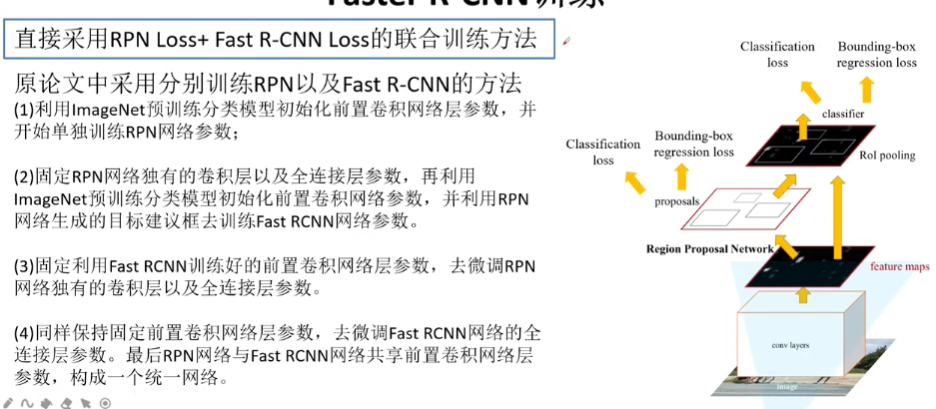 Faster R-CNN训练
直接采用RPN Loss+ Fast R-CNN Loss的联合训练方法
原论文中采用分别训练RPN以及Fast R-CNN的方法
(1)利用ImageNet预训练分类模型初始化前置卷积网络层参数，并
开始单独训练RPN网络参数；
(2)固定RPN网络独有的卷积层以及全连接层参数，再利用
ImageNet预训练分类模型初始化前置卷积网络参数，并利用RPN
网络生成的目标建议框去训练Fast RCNN网络参数。
(3)固定利用Fast RCNN训练好的前置卷积网络层参数，去微调RPN
网络独有的卷积层以及全连接层参数。
(4)同样保持固定前置卷积网络层参数，去微调Fast RCNN网络的全
连接层参数。最后RPN网络与Fast RCNN网络共享前置卷积网络层
参数，构成一个统一网络。
Classification
loss
Bounding-box
regression loss
classifier
RoI pooling
Classification
loss
Bounding-box
regression loss
proposals
Region Proposal Network
feature maps
conv layers
image